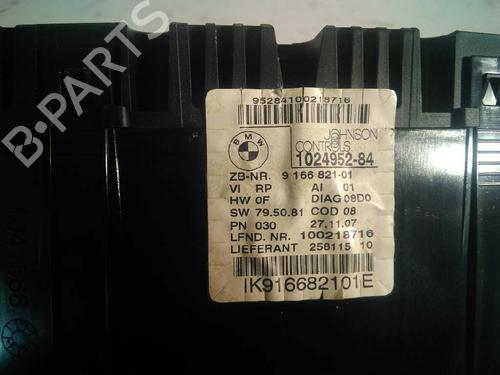 B-PARTS
95284100218716
BMW
JOHNSON
CONTROLS
1024952-84
ZB-NR. 9 166 821-01
VI RP AI 01
HW 0F DIAG 08D0
SW 79.50.81 COD 08
PN 030 27.11.07
LFND. NR. 100218716
LIEFERANT 258115 10
IK916682101E